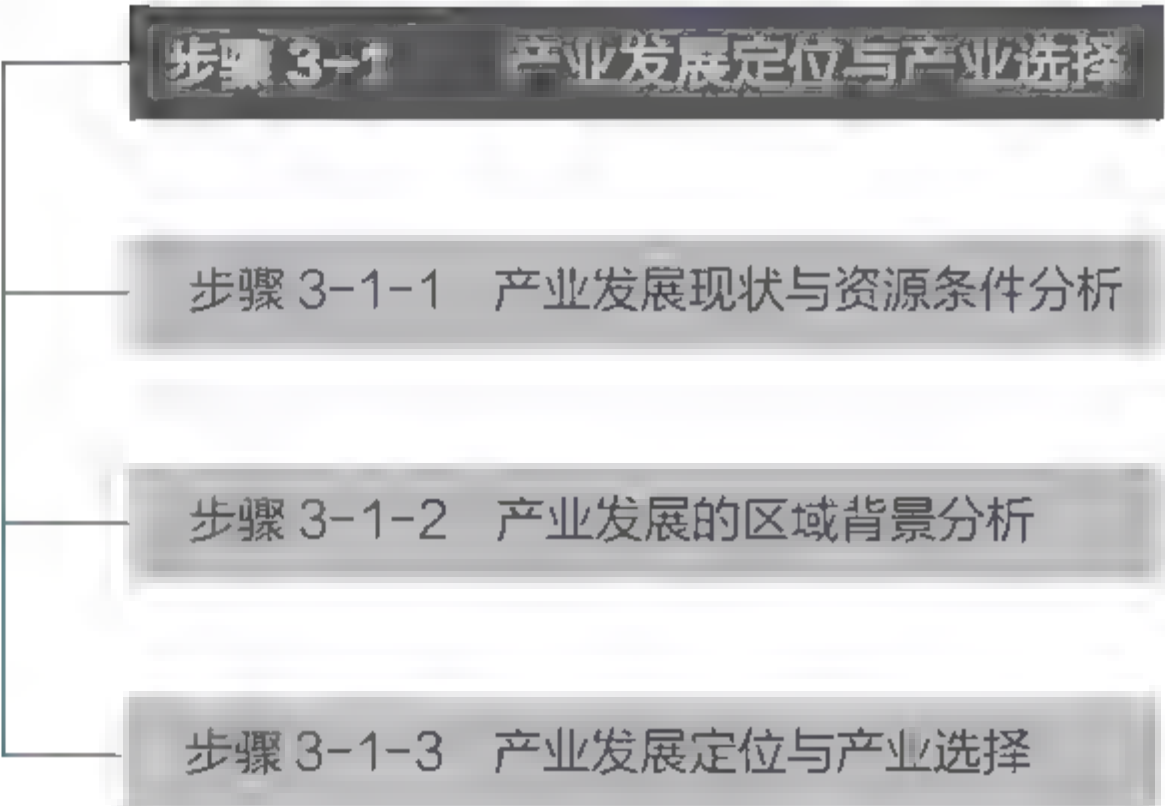 步骤 3-1 产业发展定位与产业选择
步骤 3-1-1 产业发展现状与资源条件分析
步骤 3-1-2 产业发展的区域背景分析
步骤 3-1-3 产业发展定位与产业选择